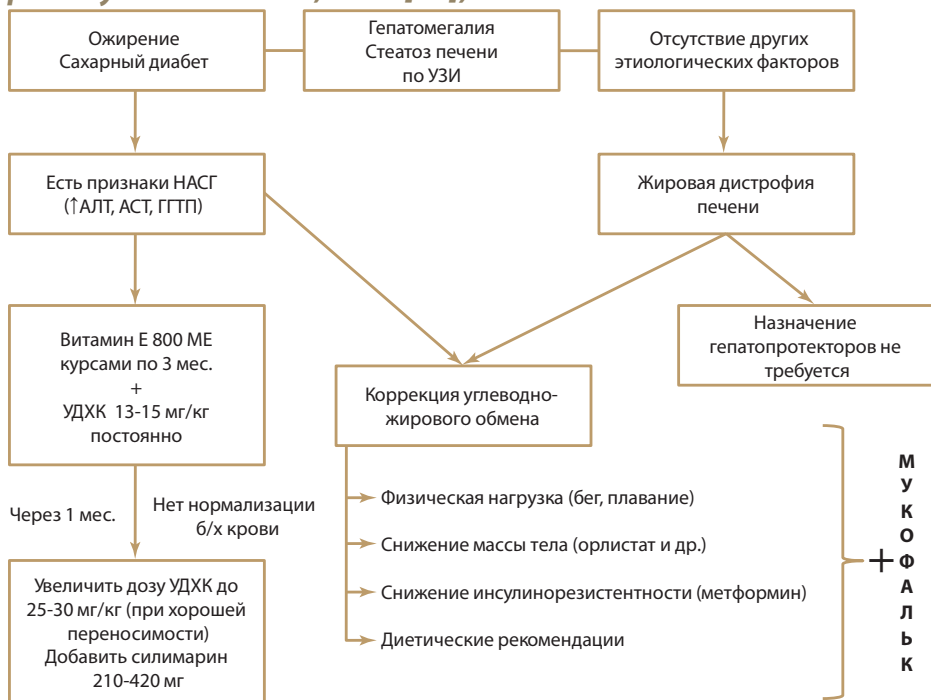 Ожирение
Сахарный диабет
Гепатомегалия
Стеатоз печени
по УЗИ
Отсутствие других
этиологических факторов
Есть признаки НАСГ
(↑АЛТ, АСТ, ГГТП)
Жировая дистрофия
печени
Витамин Е 800 МЕ
курсами по 3 мес.
+
УДХК 13-15 мг/кг
постоянно
Назначение
гепатопротекторов не
требуется
Коррекция углеводно-
жирового обмена
Через 1 мес.
Нет нормализации
б/х крови
Увеличить дозу УДХК до
25-30 мг/кг (при хорошей
переносимости)
Добавить силимарин
210-420 мг
Физическая нагрузка (бег, плавание)
Снижение массы тела (орлистат и др.)
Снижение инсулинорезистентности (метформин)
Диетические рекомендации
+
М
У
К
О
Ф
А
Л
Ь
К